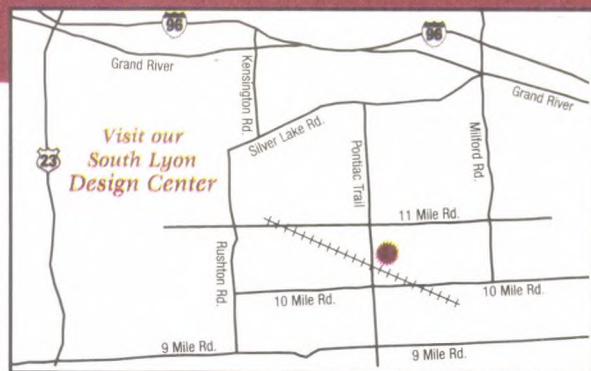 96
96
Grand River
Kensington Rd.
Grand River
Visit our
South Lyon
Design Center
23
Silver Lake Rd.
Pontiac Trail
Milford Rd.
11 Mile Rd.
Rushton Rd.
10 Mile Rd.
10 Mile Rd.
9 Mile Rd.
9 Mile Rd.